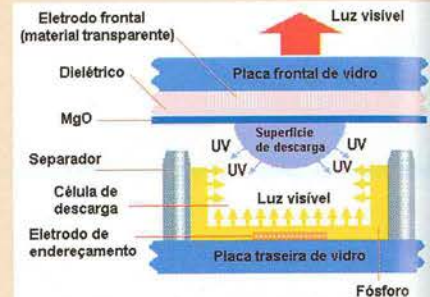 Eletrodo frontal
(material transparente)
Luz visível
Dielétrico
Placa frontal de vidro
MgO
Superfície
de descarga
UV
UV
UV
UV
Separador
Célula de
descarga
Luz visível
Eletrodo de
endereçamento
Placa traseira de vidro
Fósforo